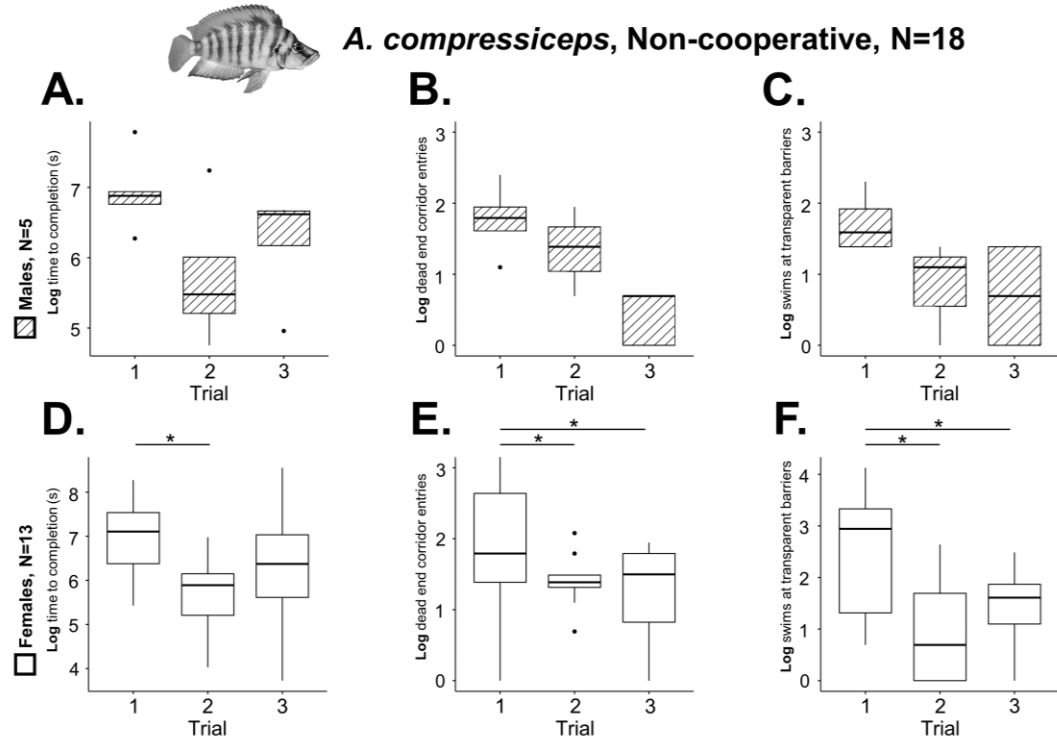 A. compressiceps, Non-cooperative, N=18
A.
B.
C.
Males, N=5
Log time to completion (s)
7
6
5
1 2 3
Trial
Log dead end corridor entries
3
2
1
0
1 2 3
Trial
Log swims at transparent barriers
3
2
1
0
1 2 3
Trial
D.
E.
F.
*
*
*
*
*
Females, N=13
Log time to completion (s)
8
7
6
5
4
1 2 3
Trial
Log dead end corridor entries
3
2
1
0
1 2 3
Trial
Log swims at transparent barriers
4
3
2
1
0
1 2 3
Trial